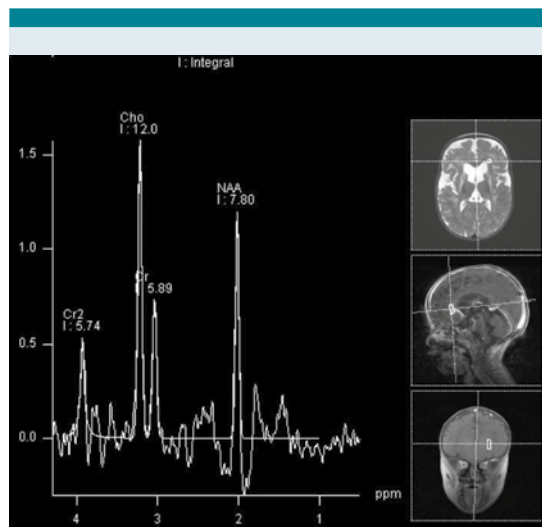 I : Integral
Cho
I : 12.0
NAA
I : 7.80
Cr
5.89
Cr2
I : 5.74
1.5
1.0
0.5
0.0
4
3
2
1
ppm